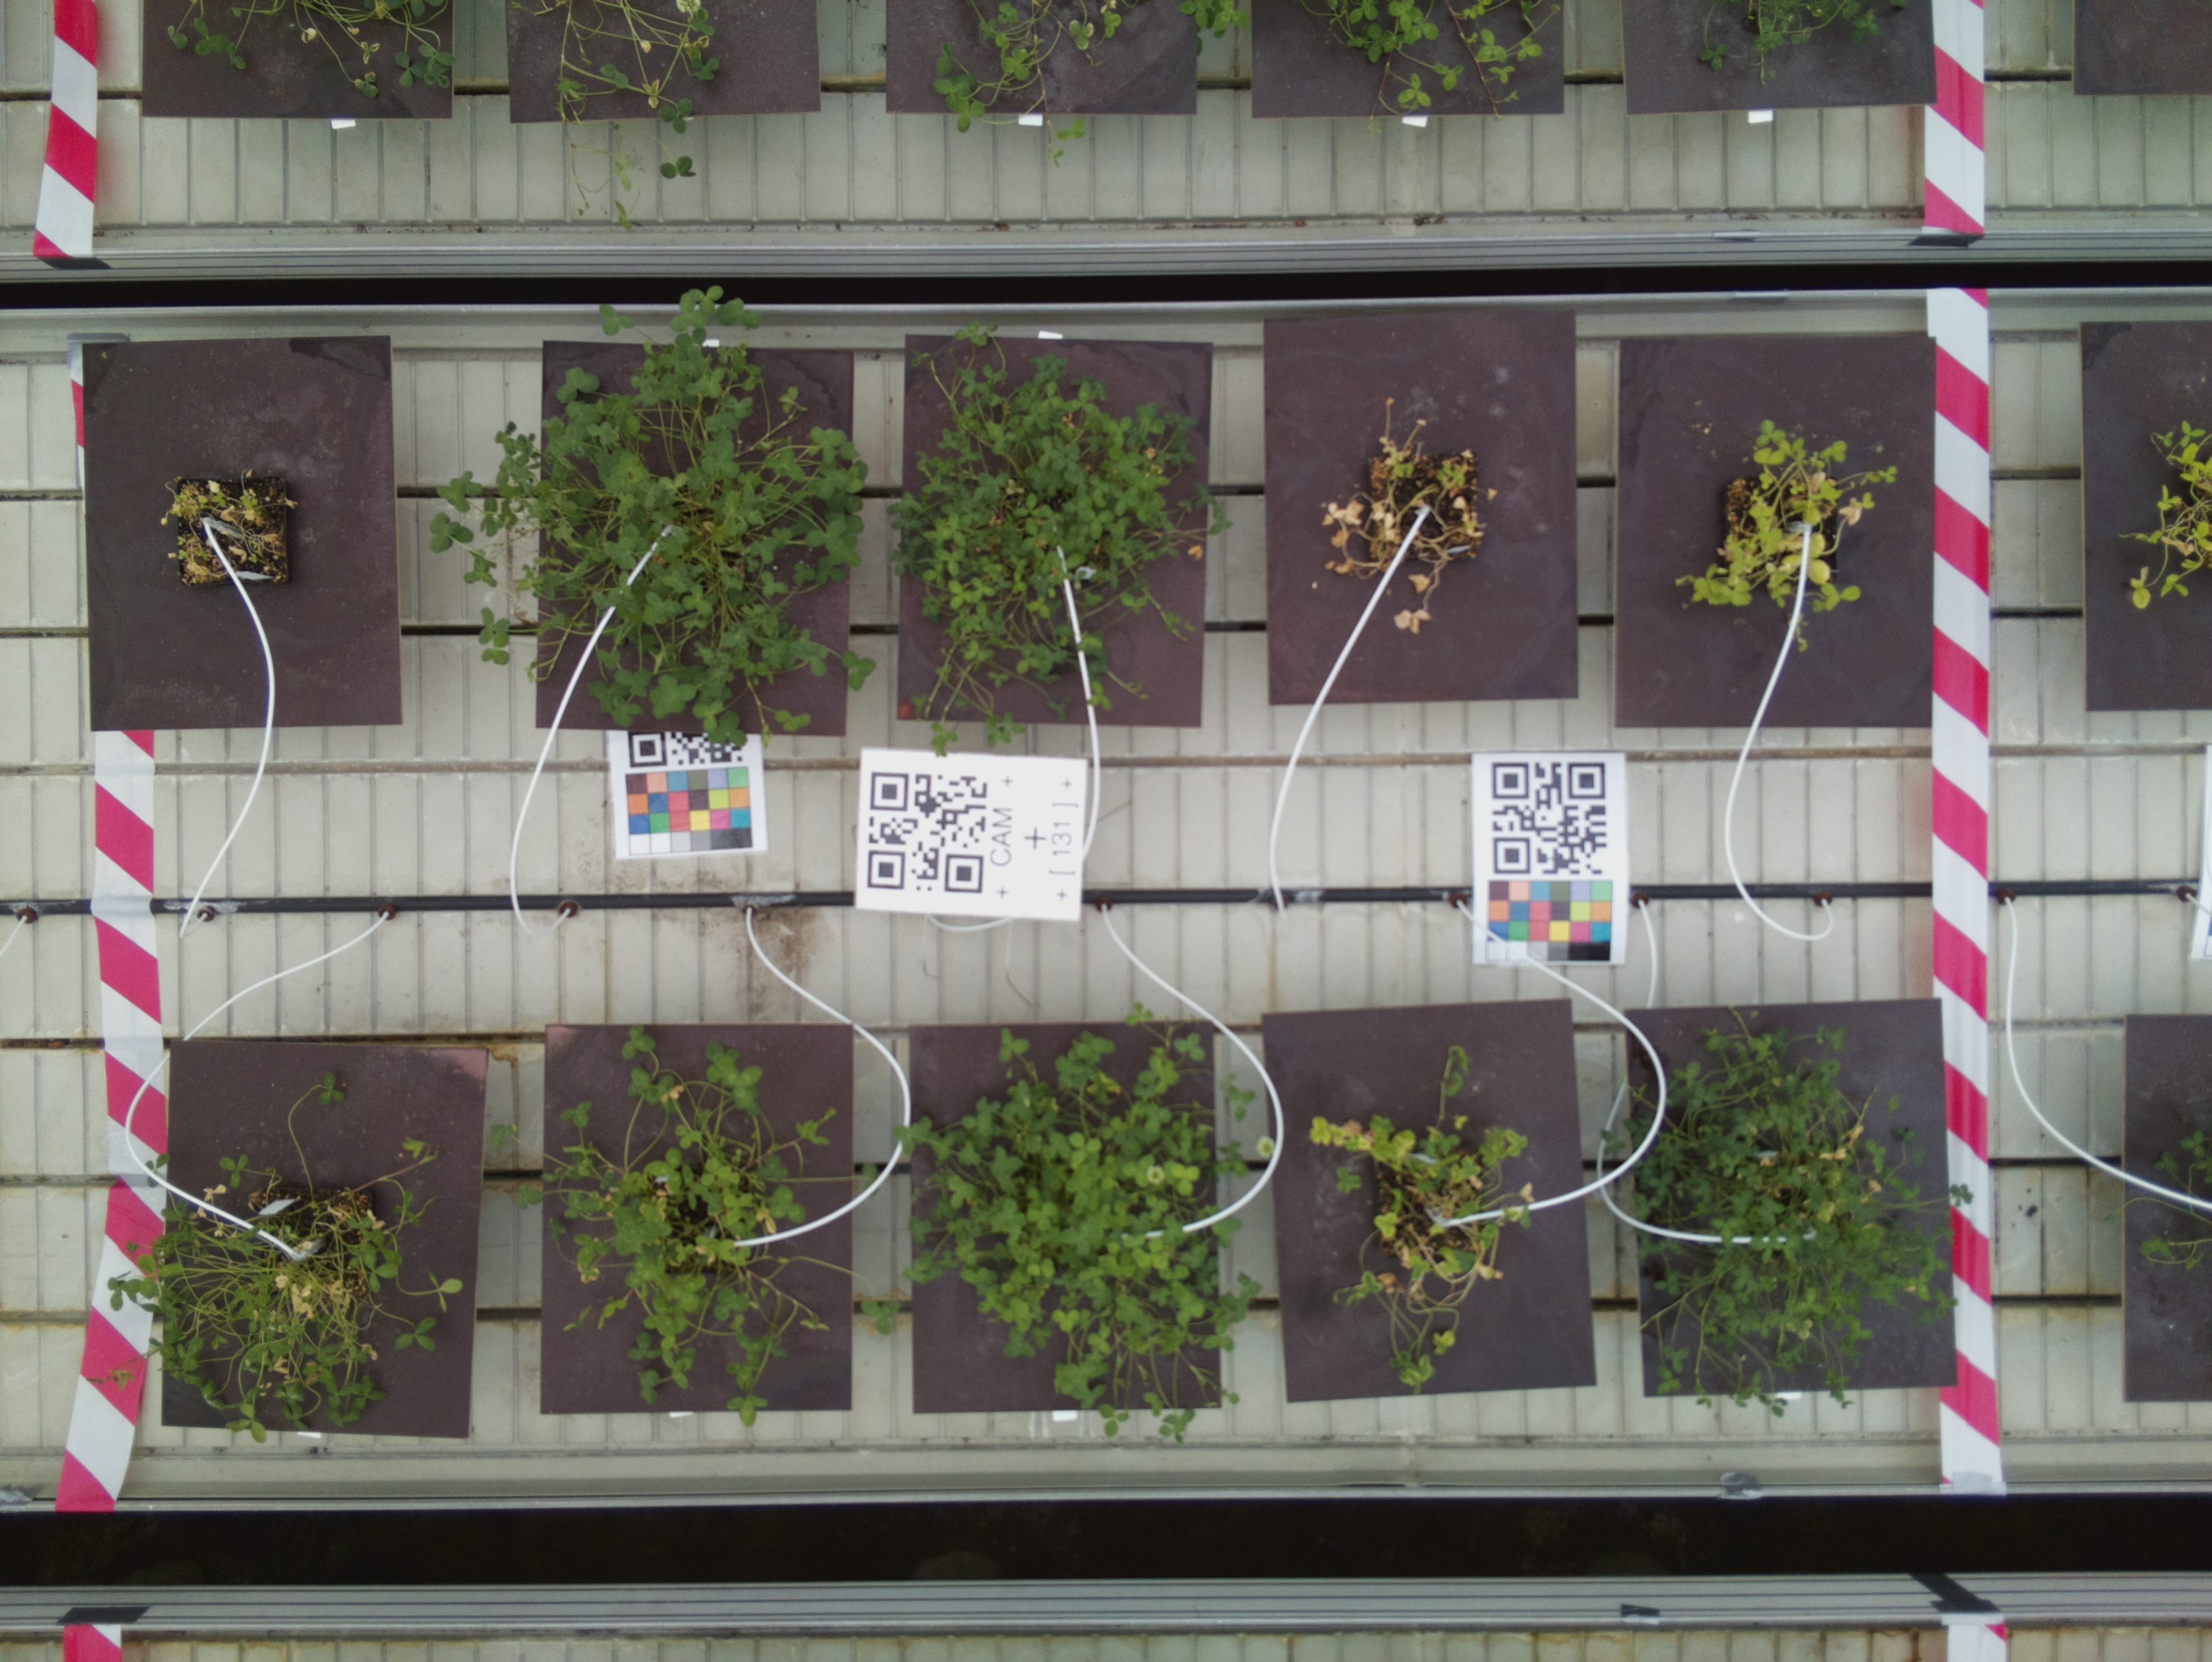 + CAM +
+
+ [ 131 ] +